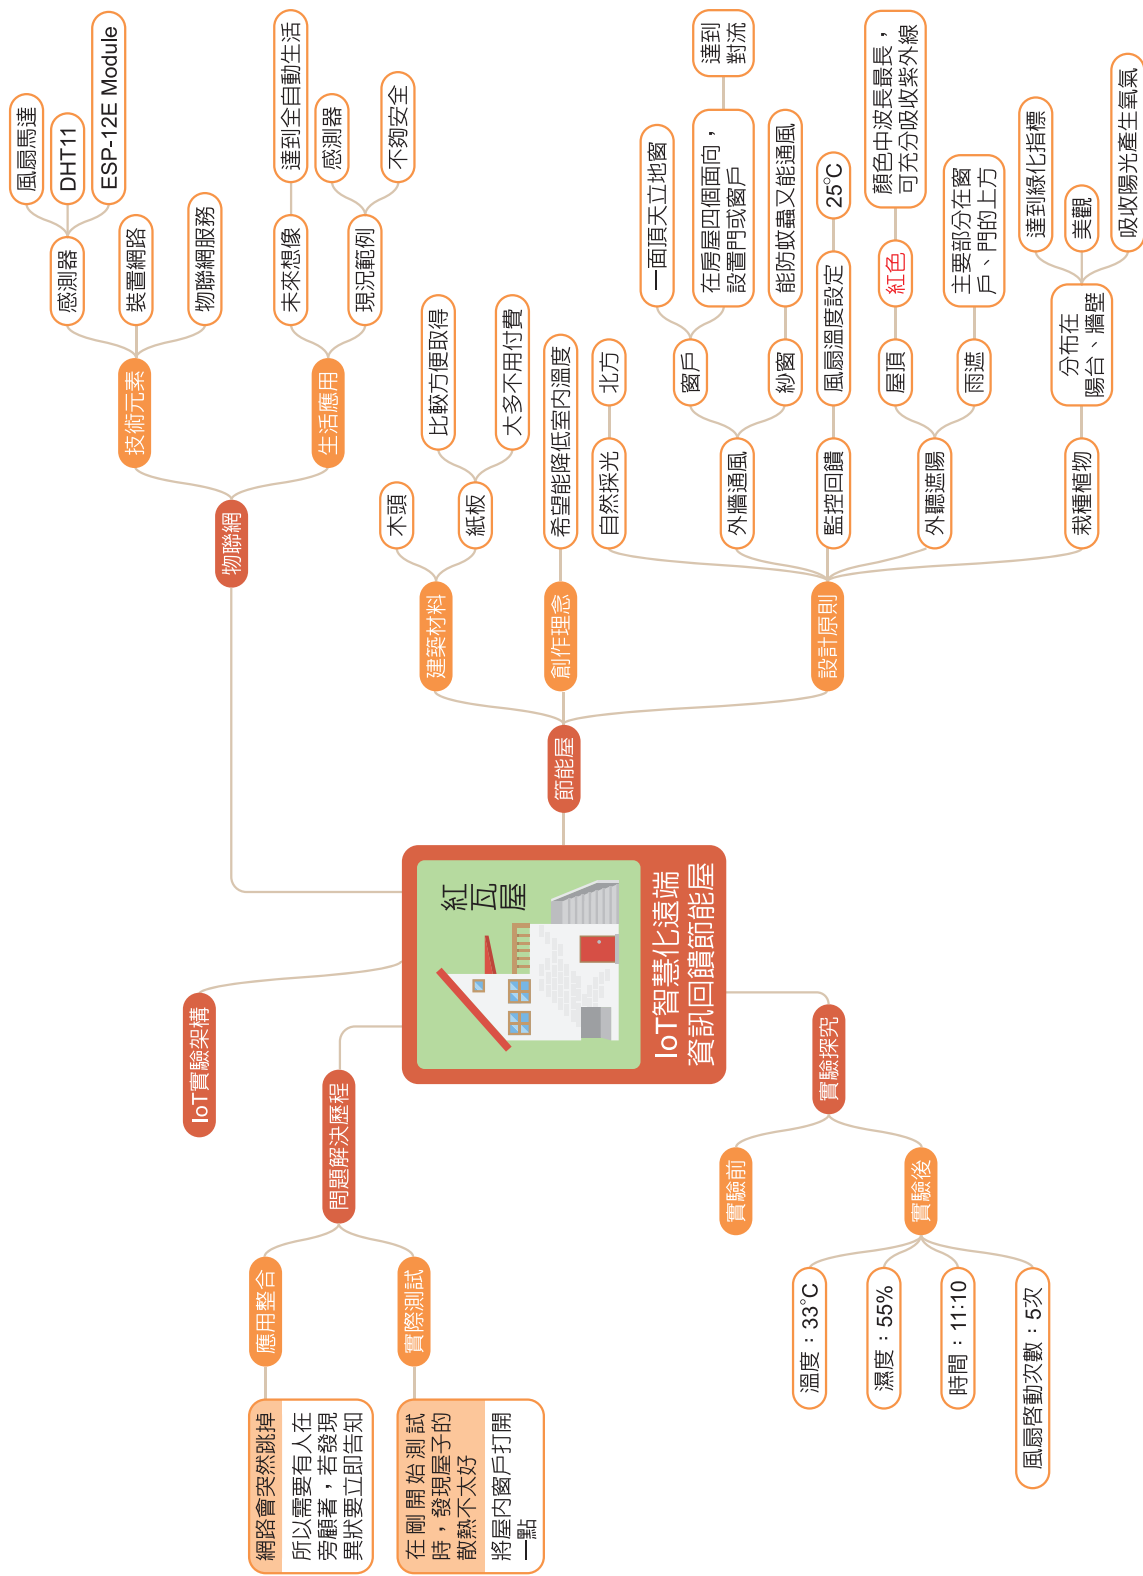 紅
瓦
屋
IoT智慧化遠端
資訊回饋節能屋
IoT實驗架構
問題解決歷程
應用整合
網路會突然跳掉
所以需要有人在
旁顧著，若發現
異狀要立即告知
實際測試
在剛開始測試
時，發現屋子的
散熱不太好
將屋內窗戶打開
一點
物聯網
技術元素
感測器
風扇馬達
DHT11
ESP-12E Module
裝置網路
物聯網服務
生活應用
未來想像
達到全自動生活
現況範例
感測器
不夠安全
節能屋
建築材料
木頭
紙板
比較方便取得
大多不用付費
創作理念
希望能降低室內溫度
設計原則
自然採光
北方
外牆通風
窗戶
一面頂天立地窗
在房屋四個面向，
設置門或窗戶
達到
對流
紗窗
能防蚊蟲又能通風
監控回饋
風扇溫度設定
25°C
外聽遮陽
屋頂
紅色
顏色中波長最長，
可充分吸收紫外線
雨遮
主要部分在窗
戶、門的上方
栽種植物
分布在
陽台、牆壁
達到綠化指標
美觀
吸收陽光產生氧氣
實驗探究
實驗前
實驗後
溫度：33°C
濕度：55%
時間：11:10
風扇啓動次數：5次